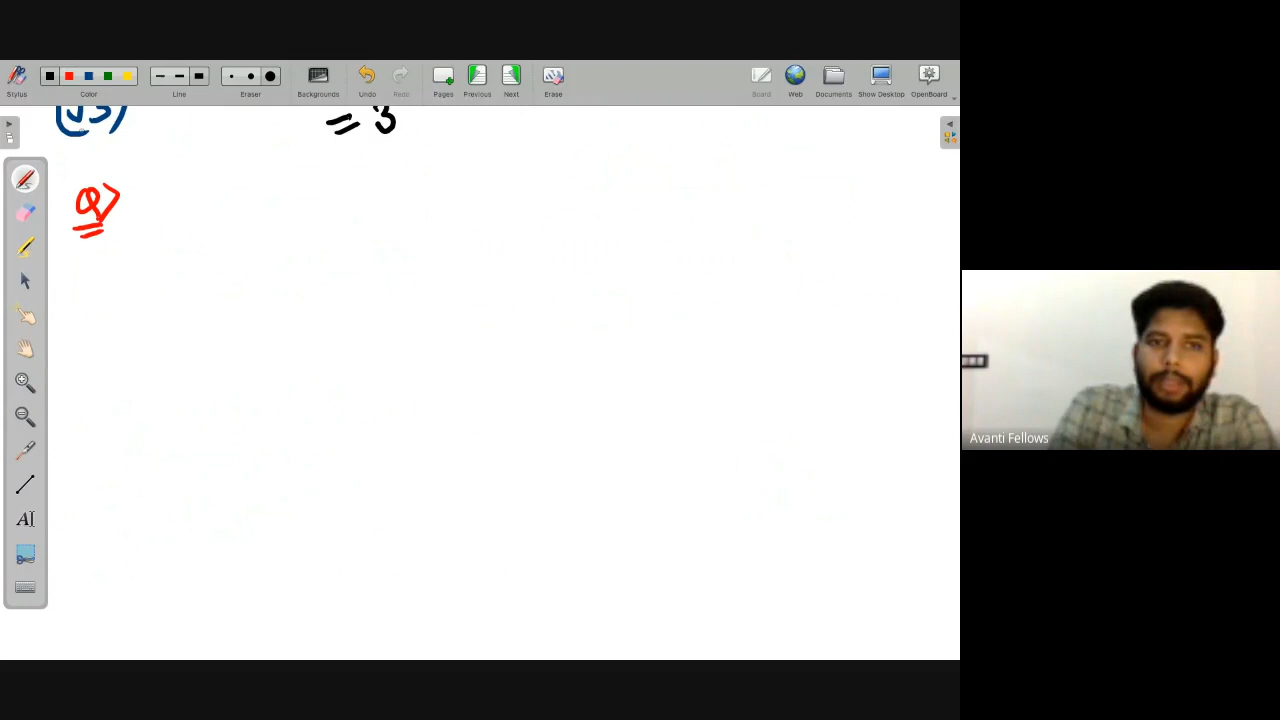 Stylus Color Line Eraser Backgrounds Undo Redo Pages Previous Next Erase Board Web Documents Show Desktop OpenBoard
(√3) = 3
Q>
Avanti Fellows